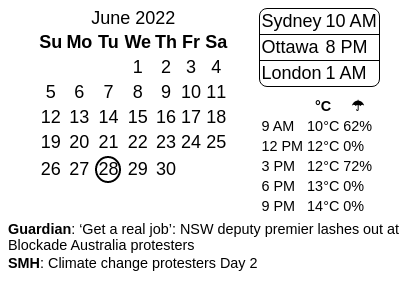 June 2022
Su Mo Tu We Th Fr Sa
1 2 3 4
5 6 7 8 9 10 11
12 13 14 15 16 17 18
19 20 21 22 23 24 25
26 27 28 29 30
Sydney 10 AM
Ottawa 8 PM
London 1 AM
°C ☂
9 AM 10°C 62%
12 PM 12°C 0%
3 PM 12°C 72%
6 PM 13°C 0%
9 PM 14°C 0%
Guardian: ‘Get a real job’: NSW deputy premier lashes out at
Blockade Australia protesters
SMH: Climate change protesters Day 2